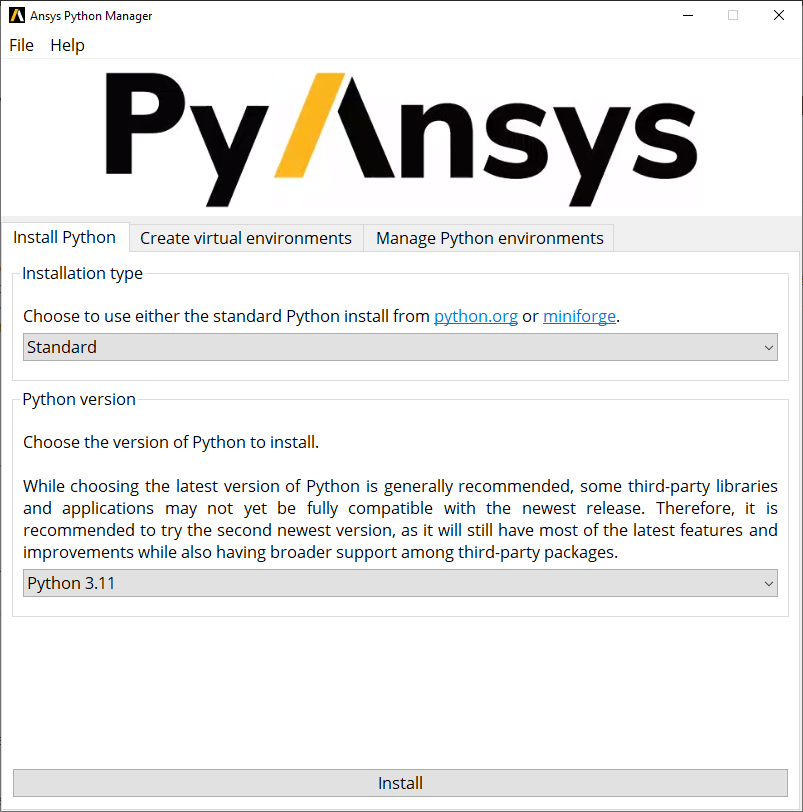 Ansys Python Manager
File Help
PyAnsys
Install Python Create virtual environments Manage Python environments
Installation type
Choose to use either the standard Python install from python.org or miniforge.
Standard
Python version
Choose the version of Python to install.
While choosing the latest version of Python is generally recommended, some third-party libraries
and applications may not yet be fully compatible with the newest release. Therefore, it is
recommended to try the second newest version, as it will still have most of the latest features and
improvements while also having broader support among third-party packages.
Python 3.11
Install